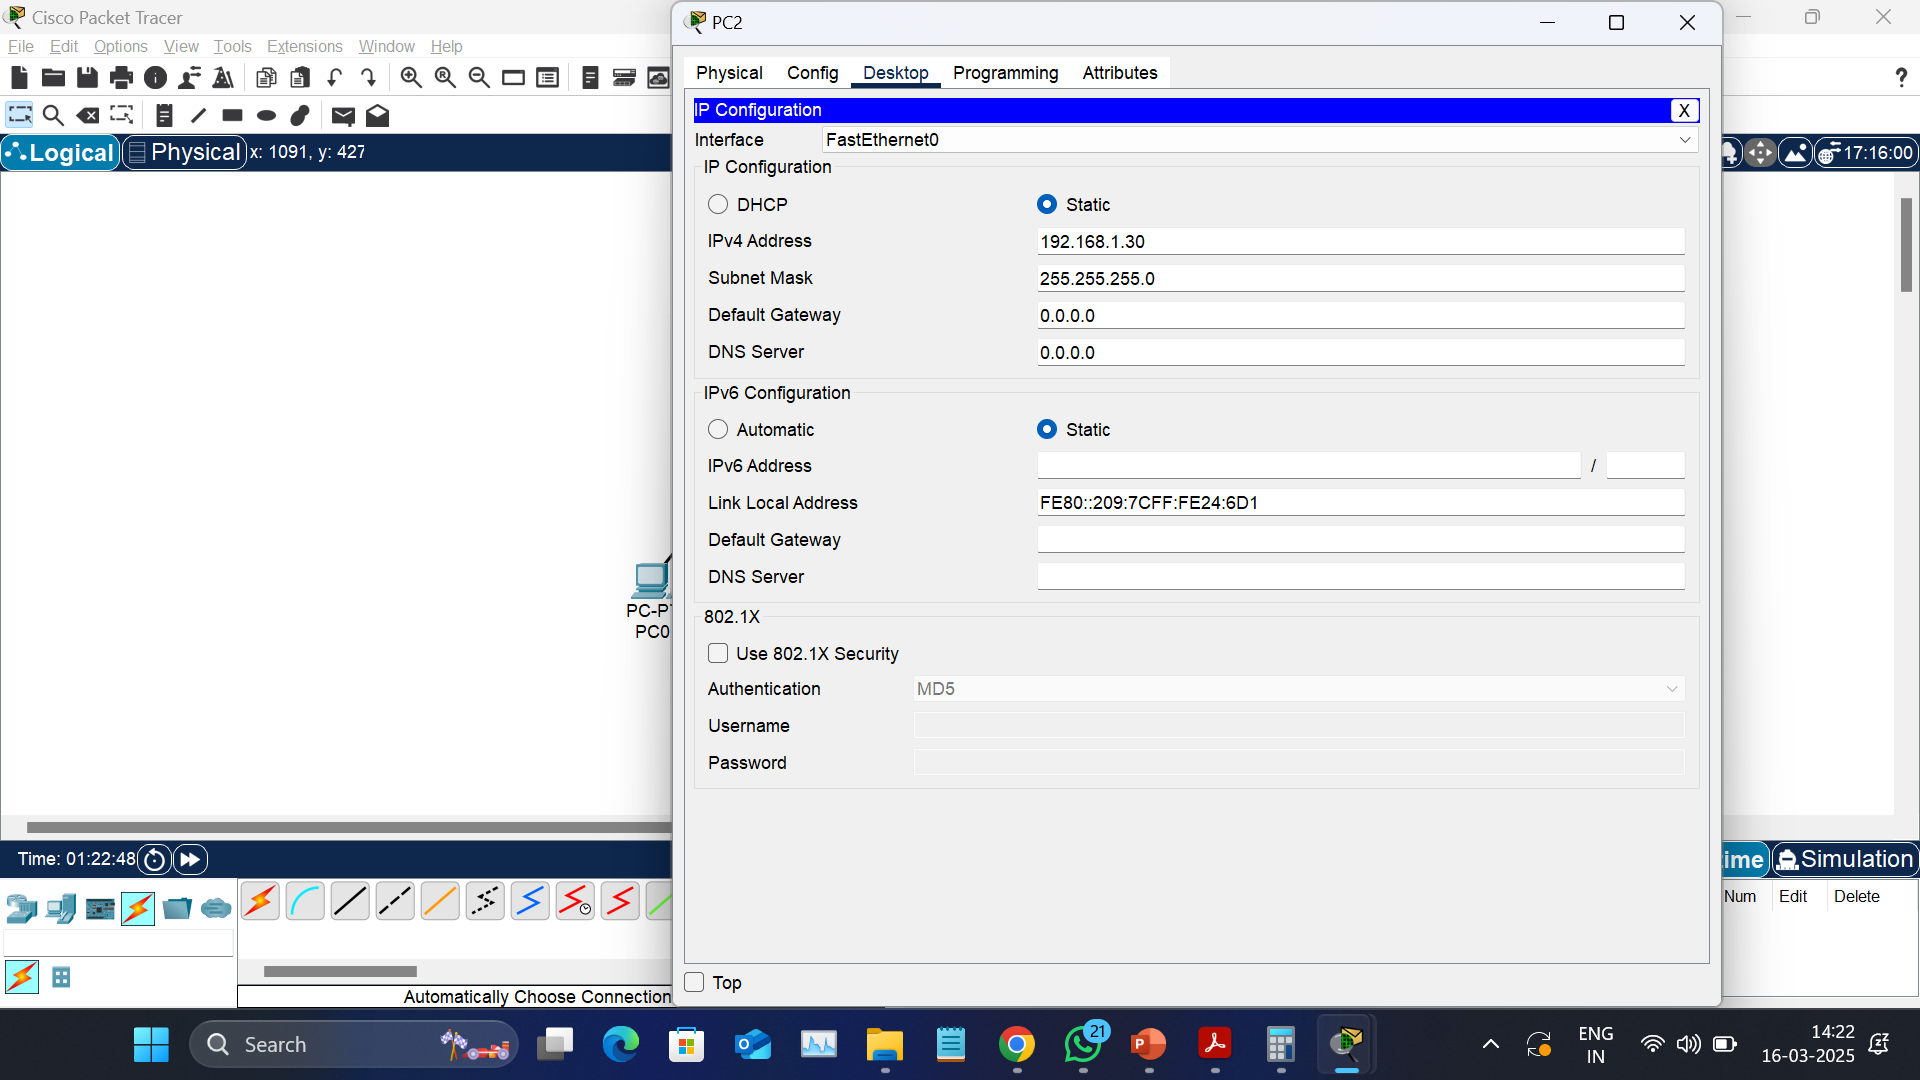 Cisco Packet Tracer
File Edit Options View Tools Extensions Window Help
Logical Physical x: 1091, y: 427
17:16:00
PC-P
PC0
PC2
Physical Config Desktop Programming Attributes
IP Configuration X
Interface FastEthernet0
IP Configuration
DHCP Static
IPv4 Address 192.168.1.30
Subnet Mask 255.255.255.0
Default Gateway 0.0.0.0
DNS Server 0.0.0.0
IPv6 Configuration
Automatic Static
IPv6 Address /
Link Local Address FE80::209:7CFF:FE24:6D1
Default Gateway
DNS Server
802.1X
Use 802.1X Security
Authentication MD5
Username
Password
Top
Time: 01:22:48
ime Simulation
Num Edit Delete
Automatically Choose Connection
Search
21
ENG
IN
14:22
16-03-2025